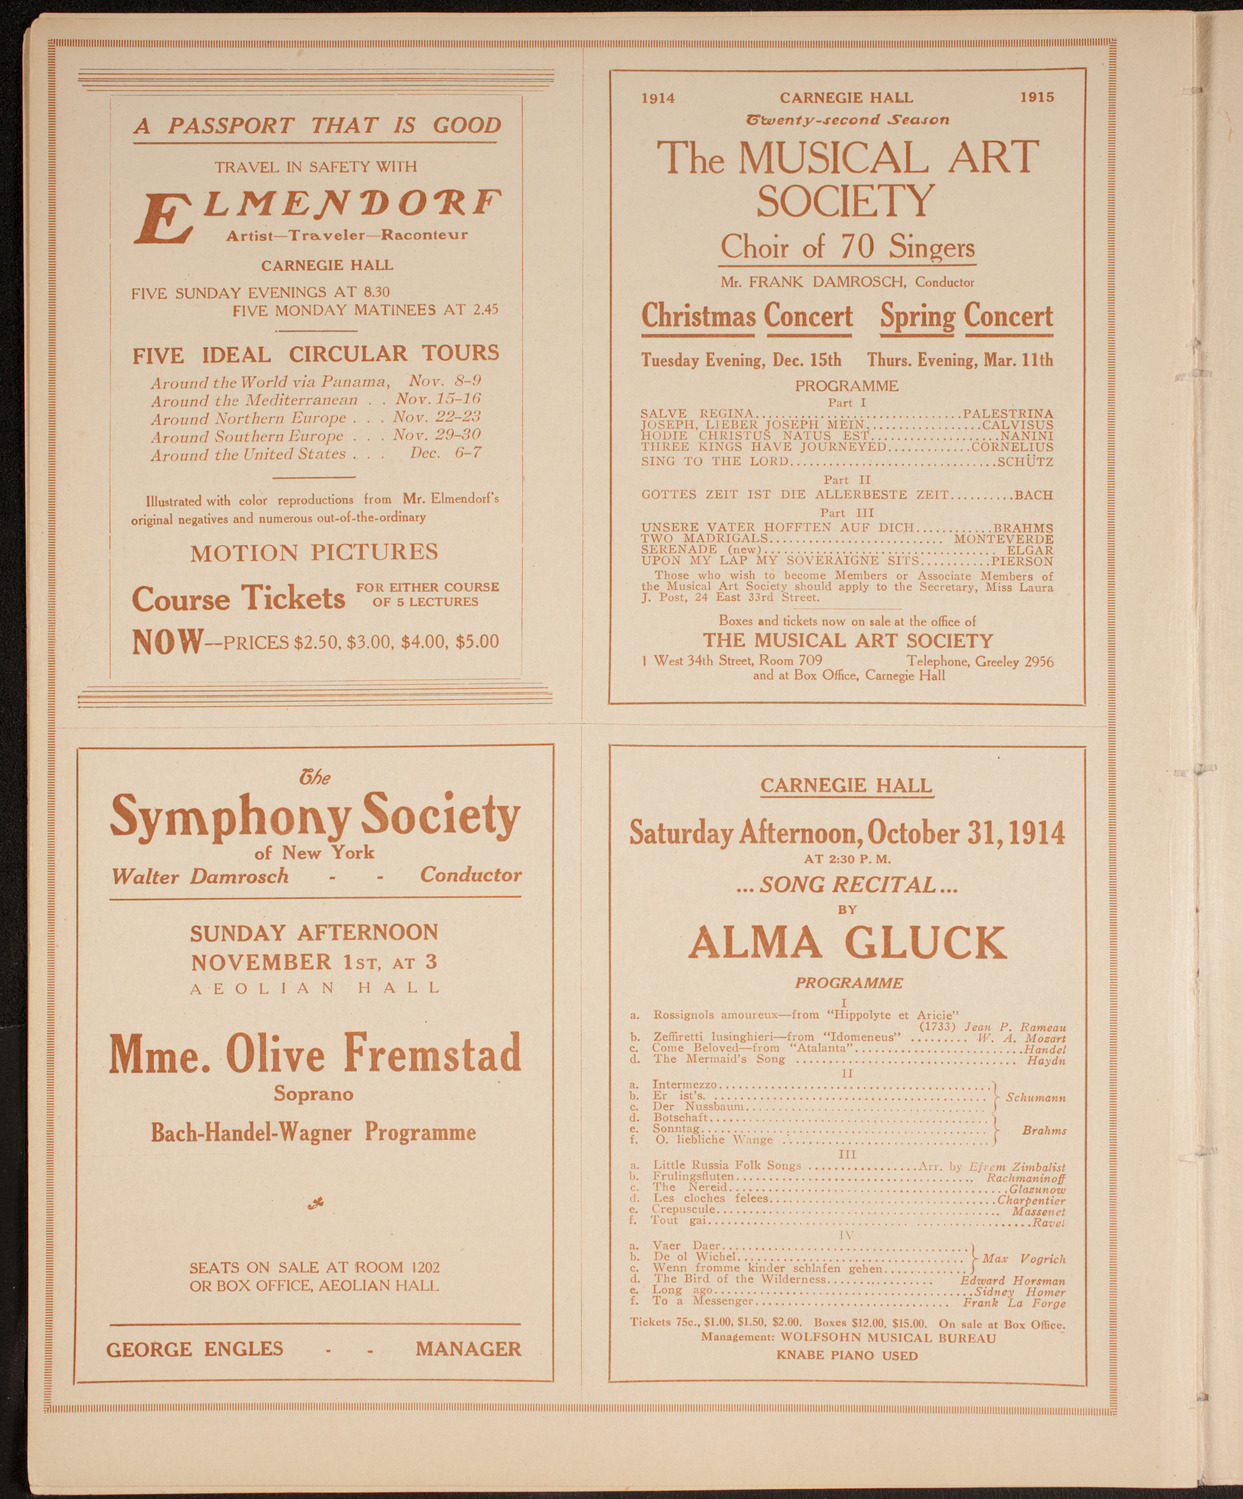 A PASSPORT THAT IS GOOD
TRAVEL IN SAFETY WITH
ELMENDORF
Artist—Traveler—Raconteur
CARNEGIE HALL
FIVE SUNDAY EVENINGS AT 8.30
FIVE MONDAY MATINEES AT 2.45
FIVE IDEAL CIRCULAR TOURS
Around the World via Panama, Nov. 8-9
Around the Mediterranean . . Nov. 15-16
Around Northern Europe . . . Nov. 22-23
Around Southern Europe . . . Nov. 29-30
Around the United States . . . Dec. 6-7
Illustrated with color reproductions from Mr. Elmendorf's
original negatives and numerous out-of-the-ordinary
MOTION PICTURES
Course Tickets FOR EITHER COURSE
OF 5 LECTURES
NOW—PRICES $2.50, $3.00, $4.00, $5.00
1914 CARNEGIE HALL 1915
Twenty-second Season
The MUSICAL ART
SOCIETY
Choir of 70 Singers
Mr. FRANK DAMROSCH, Conductor
Christmas Concert Spring Concert
Tuesday Evening, Dec. 15th Thurs. Evening, Mar. 11th
PROGRAMME
Part I
SALVE REGINA..........PALESTRINA
JOSEPH, LIEBER JOSEPH MEIN..........CALVISUS
HODIE CHRISTUS NATUS EST..........NANINI
THREE KINGS HAVE JOURNEYED..........CORNELIUS
SING TO THE LORD..........SCHÜTZ
Part II
GOTTES ZEIT IST DIE ALLERBESTE ZEIT..........BACH
Part III
UNSERE VATER HOFFTEN AUF DICH..........BRAHMS
TWO MADRIGALS.......... MONTEVERDE
SERENADE (new).......... ELGAR
UPON MY LAP MY SOVERAIGNE SITS..........PIERSON
Those who wish to become Members or Associate Members of
the Musical Art Society should apply to the Secretary, Miss Laura
J. Post, 24 East 33rd Street.
Boxes and tickets now on sale at the office of
THE MUSICAL ART SOCIETY
1 West 34th Street, Room 709 Telephone, Greeley 2956
and at Box Office, Carnegie Hall
The
Symphony Society
of New York
Walter Damrosch - - Conductor
SUNDAY AFTERNOON
NOVEMBER 1ST, AT 3
AEOLIAN HALL
Mme. Olive Fremstad
Soprano
Bach-Handel-Wagner Programme
SEATS ON SALE AT ROOM 1202
OR BOX OFFICE, AEOLIAN HALL
GEORGE ENGLES - - MANAGER
CARNEGIE HALL
Saturday Afternoon, October 31, 1914
AT 2:30 P. M.
...SONG RECITAL...
BY
ALMA GLUCK
PROGRAMME
I
a. Rossignols amoureux—from "Hippolyte et Aricie"
(1733) Jean P. Rameau
b. Zeffiretti lusinghieri—from "Idomeneus" ......... W. A. Mozart
c. Come Beloved—from "Atalanta"..........Handel
d. The Mermaid's Song .......... Haydn
II
a. Intermezzo..........
b. Er ist's. ..........
c. Der Nussbaum.......... Schumann
d. Botschaft..........
e. Sonntag.......... Brahms
f. O. liebliche Wange ..........
III
a. Little Russia Folk Songs ..........Arr. by Efrem Zimbalist
b. Frulingsfluten.......... Rachmaninoff
c. The Nereid..........Glazunow
d. Les cloches felees..........Charpentier
e. Crepuscule.......... Massenet
f. Tout gai..........Ravel
IV
a. Vaer Daer..........
b. De ol Wichel.......... Max Vogrich
c. Wenn fromme kinder schlafen gehen..........
d. The Bird of the Wilderness.......... Edward Horsman
e. Long ago..........Sidney Homer
f. To a Messenger.......... Frank La Forge
Tickets 75c., $1.00, $1.50, $2.00. Boxes $12.00, $15.00. On sale at Box Office.
Management: WOLFSOHN MUSICAL BUREAU
KNABE PIANO USED